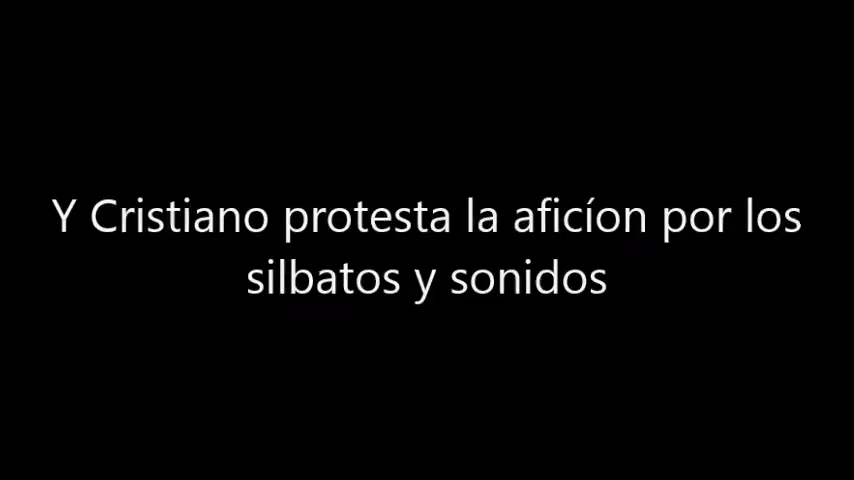 Y Cristiano protesta la aficíon por los
silbatos y sonidos